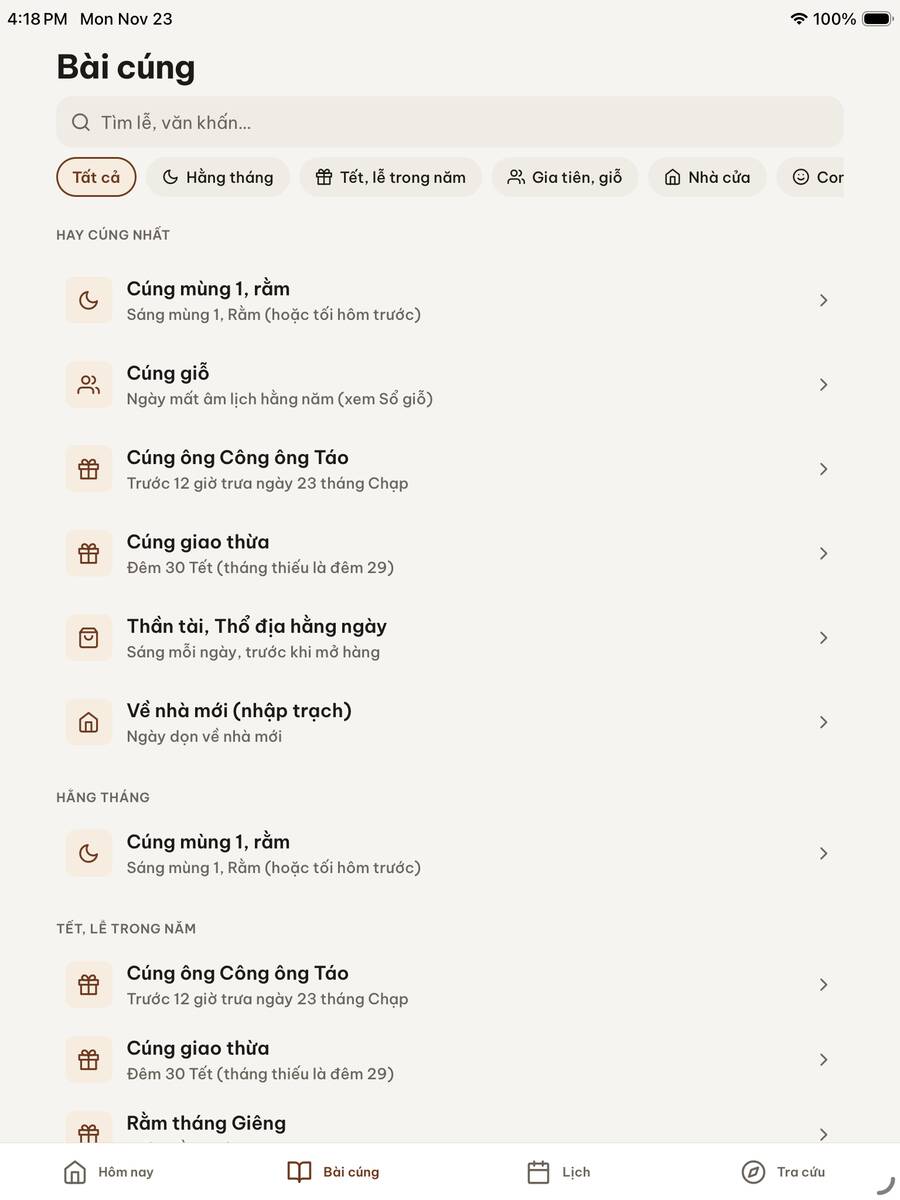 4:18 PM Mon Nov 23
100%
Bài cúng
Tìm lễ, văn khấn...
Tất cả
Hằng tháng
Tết, lễ trong năm
Gia tiên, giỗ
Nhà cửa
Con
HAY CÚNG NHẤT
Cúng mùng 1, rằm
Sáng mùng 1, Rằm (hoặc tối hôm trước)
Cúng giỗ
Ngày mất âm lịch hằng năm (xem Sổ giỗ)
Cúng ông Công ông Táo
Trước 12 giờ trưa ngày 23 tháng Chạp
Cúng giao thừa
Đêm 30 Tết (tháng thiếu là đêm 29)
Thần tài, Thổ địa hằng ngày
Sáng mỗi ngày, trước khi mở hàng
Về nhà mới (nhập trạch)
Ngày dọn về nhà mới
HẰNG THÁNG
Cúng mùng 1, rằm
Sáng mùng 1, Rằm (hoặc tối hôm trước)
TẾT, LỄ TRONG NĂM
Cúng ông Công ông Táo
Trước 12 giờ trưa ngày 23 tháng Chạp
Cúng giao thừa
Đêm 30 Tết (tháng thiếu là đêm 29)
Rằm tháng Giêng
Hôm nay
Bài cúng
Lịch
Tra cứu